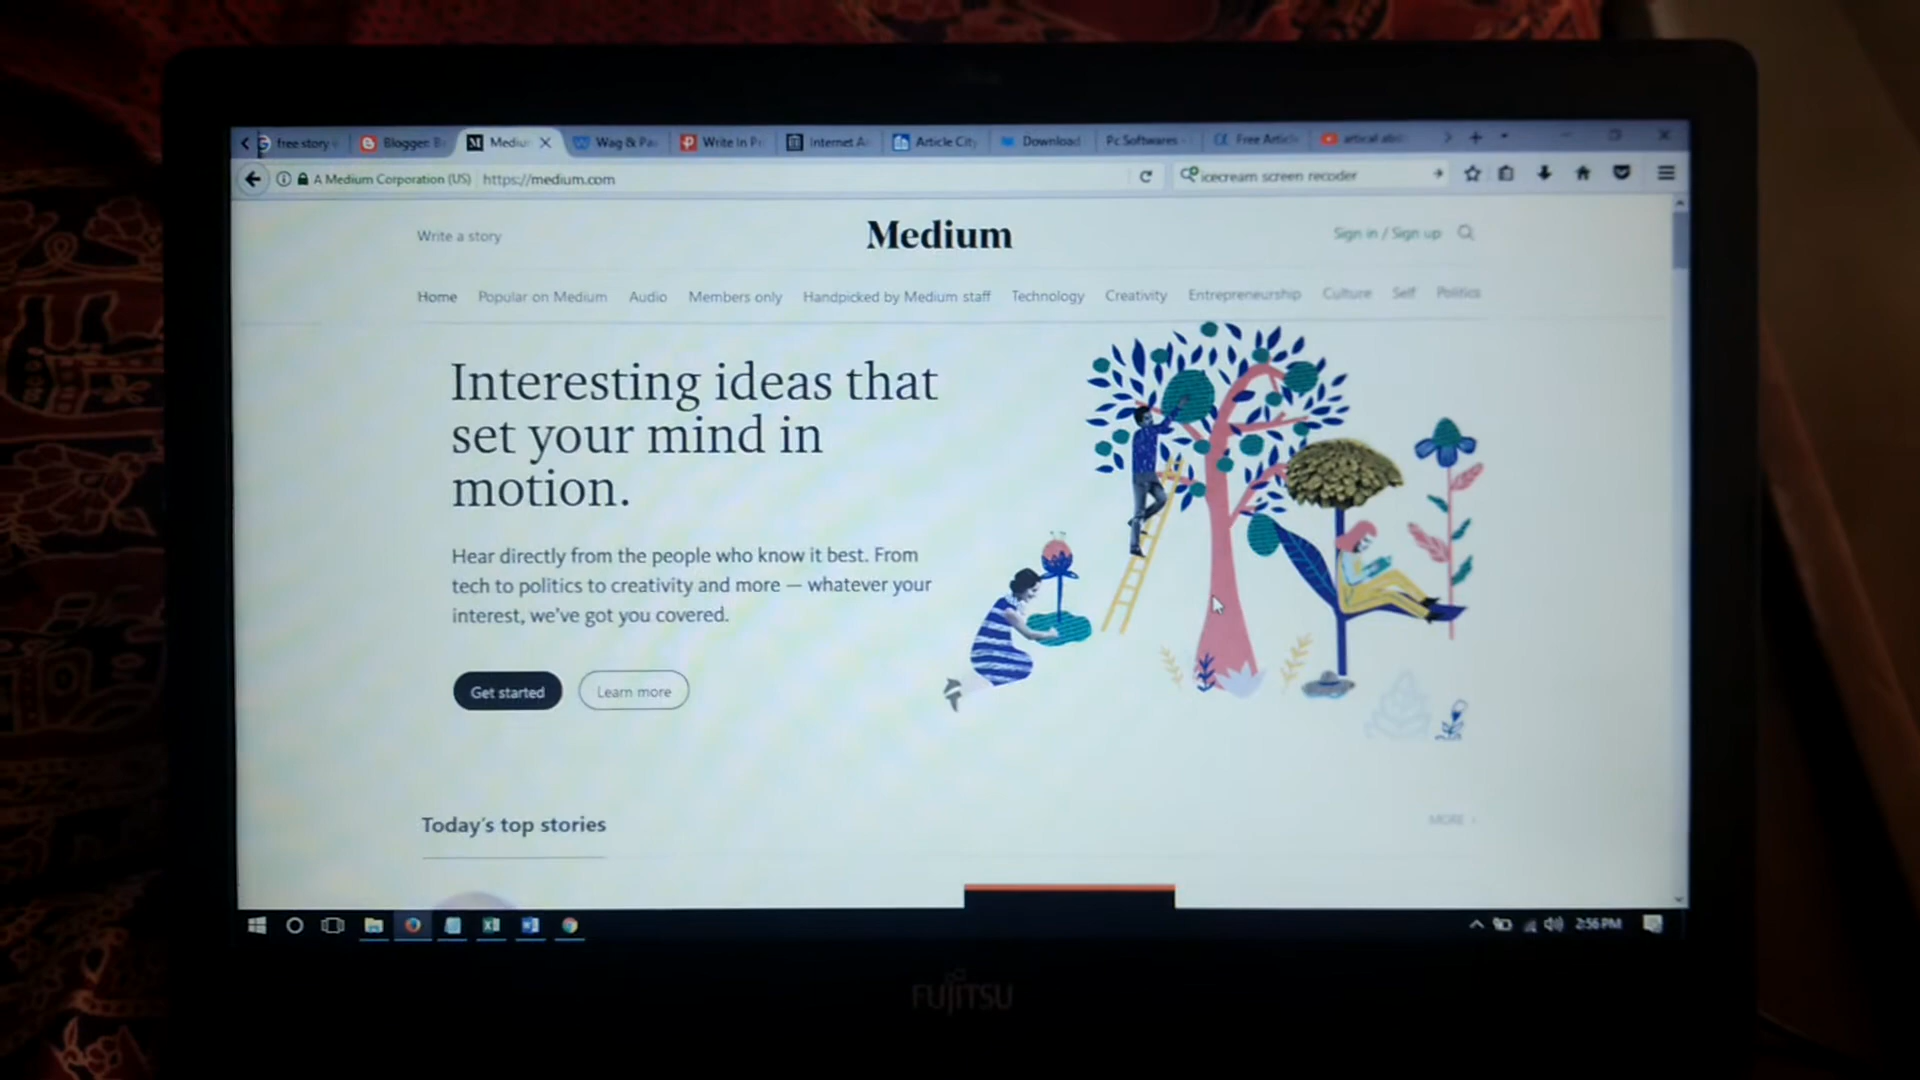 free story
Blogger: B
Medium
Wag & Pa
Write In Pr
Internet A
Article City
Download
Pc Softwares -
Free Article
A Medium Corporation (US)
https://medium.com
icecream screen recoder
Write a story
Medium
Sign in / Sign up
Home
Popular on Medium
Audio
Members only
Handpicked by Medium staff
Technology
Creativity
Entrepreneurship
Culture
Self
Politics
Interesting ideas that
set your mind in
motion.
Hear directly from the people who know it best. From
tech to politics to creativity and more — whatever your
interest, we've got you covered.
Get started
Learn more
Today's top stories
MORE
2:56 PM
FUJITSU